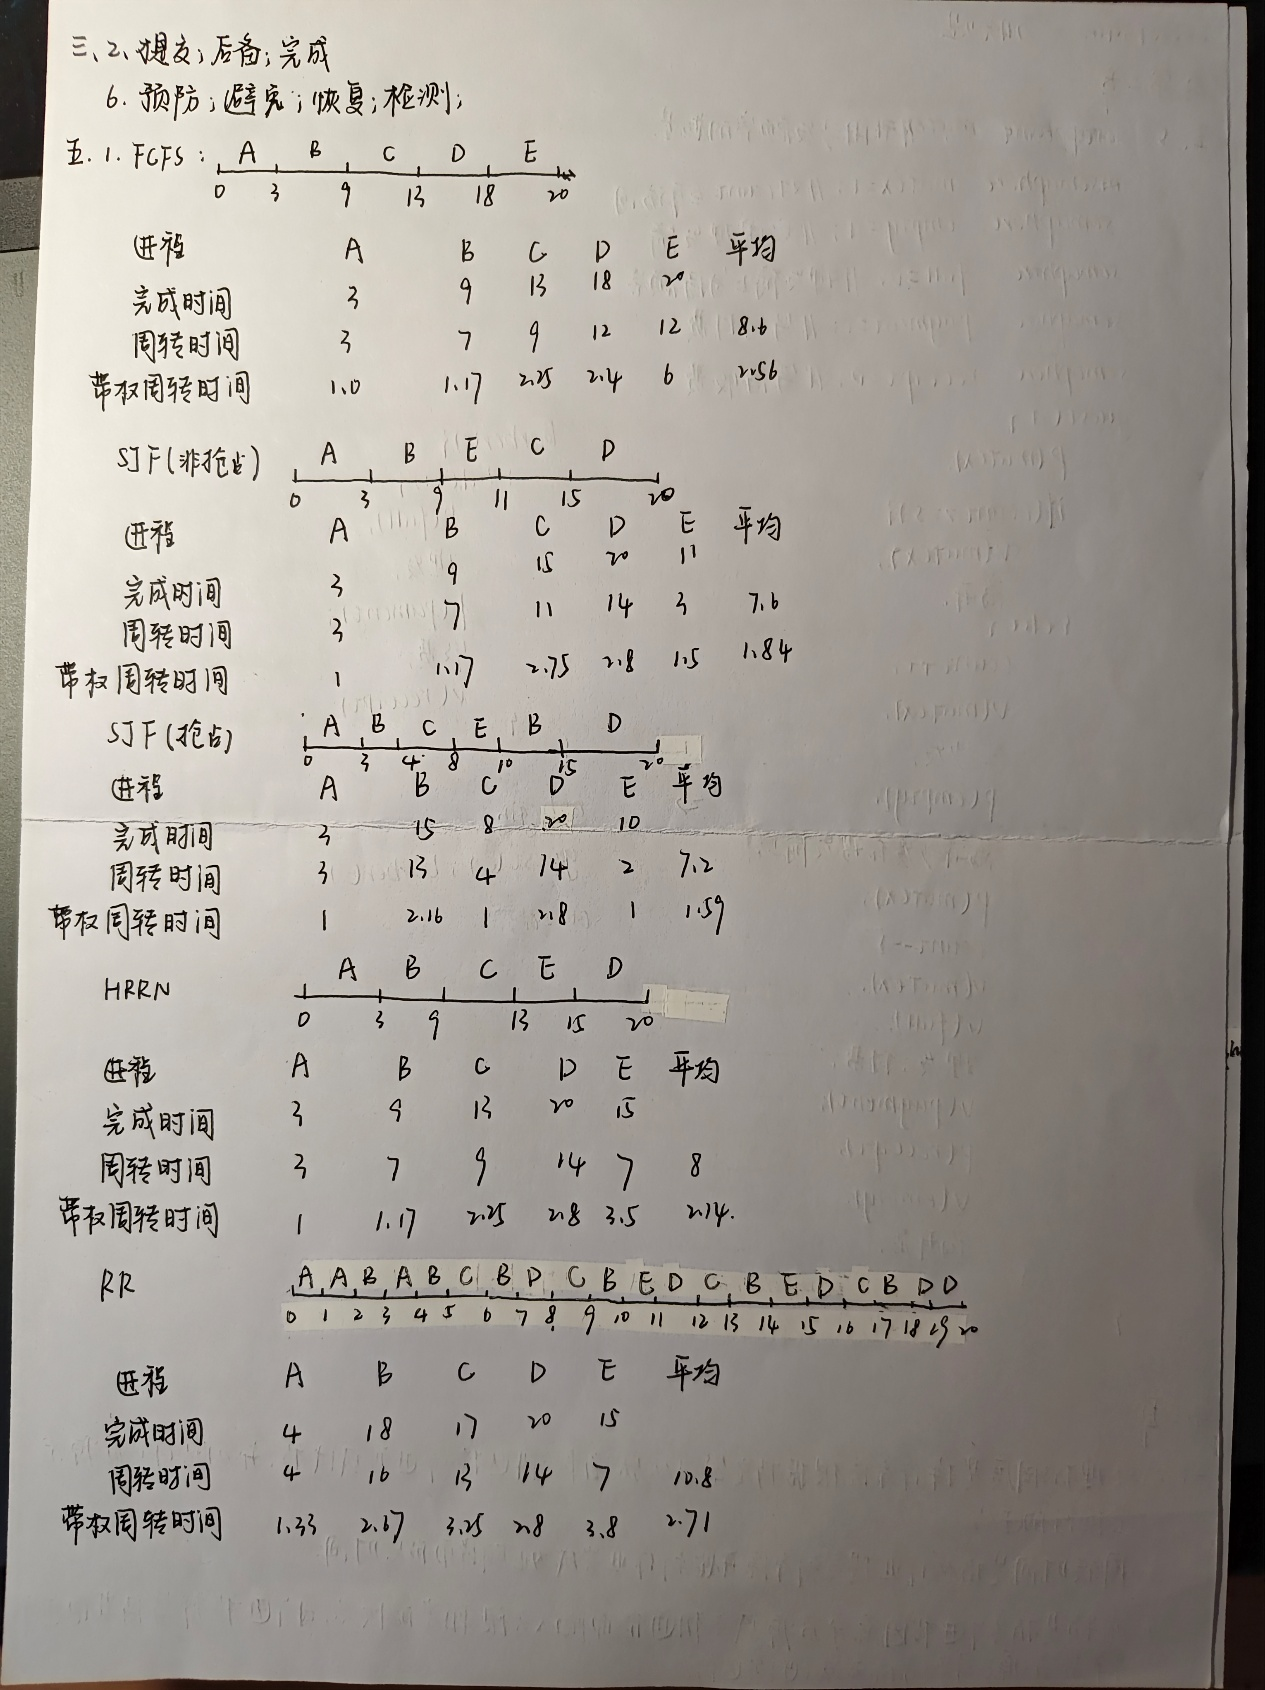 三、2、提交;后备;完成
6. 预防;避免;恢复;检测;
五.1. FCFS: A B C D E
0 3 9 13 18 20
进程 A B C D E 平均
完成时间 3 9 13 18 20
周转时间 3 7 9 12 12 8.6
带权周转时间 1.0 1.17 2.25 2.4 6 2.56
SJF(非抢占) A B E C D
0 3 9 11 15 20
进程 A B C D E 平均
完成时间 3 9 15 20 11
周转时间 3 7 11 14 3 7.6
带权周转时间 1 1.17 2.75 2.8 1.5 1.84
SJF(抢占) A B C E B D
0 3 4 8 10 15 20
进程 A B C D E 平均
完成时间 3 15 8 20 10
周转时间 3 13 4 14 2 7.2
带权周转时间 1 2.16 1 2.8 1 1.59
HRRN A B C E D
0 3 9 13 15 20
进程 A B C D E 平均
完成时间 3 9 13 20 15
周转时间 3 7 9 14 7 8
带权周转时间 1 1.17 2.25 2.8 3.5 2.14.
RR A A B A B C B D C B E D C B E D C B D D
0 1 2 3 4 5 6 7 8 9 10 11 12 13 14 15 16 17 18 19 20
进程 A B C D E 平均
完成时间 4 18 17 20 15
周转时间 4 16 13 14 7 10.8
带权周转时间 1.33 2.67 3.25 2.8 3.8 2.71